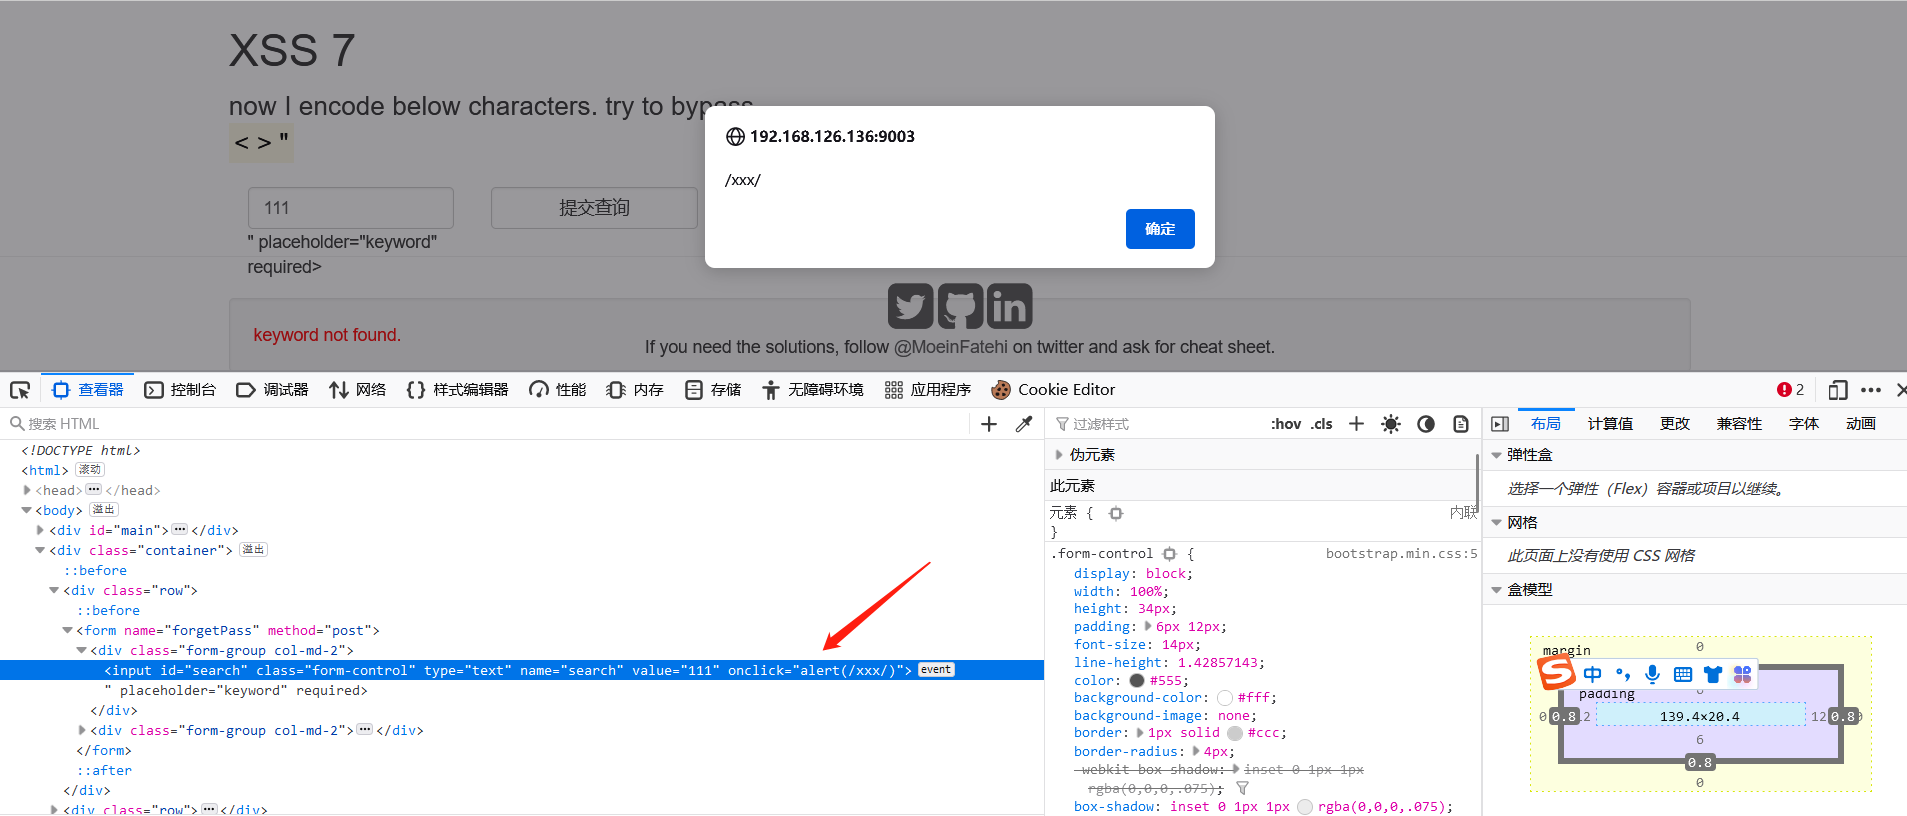 XSS 7
now I encode below characters. try to bypass
< > "
192.168.126.136:9003
/xxx/
确定
111
提交查询
" placeholder="keyword"
required>
keyword not found.
If you need the solutions, follow @MoeinFatehi on twitter and ask for cheat sheet.
查看器 控制台 调试器 网络 样式编辑器 性能 内存 存储 无障碍环境 应用程序 Cookie Editor 2
搜索 HTML
<!DOCTYPE html>
<html> 滚动
<head> ••• </head>
<body> 溢出
<div id="main"> ••• </div>
<div class="container"> 溢出
::before
<div class="row">
::before
<form name="forgetPass" method="post">
<div class="form-group col-md-2">
<input id="search" class="form-control" type="text" name="search" value="111" onclick="alert(/xxx/)"> event
" placeholder="keyword" required>
</div>
<div class="form-group col-md-2"> ••• </div>
</form>
::after
</div>
<div class="row"> ••• </div>
过滤样式 :hov .cls
伪元素
此元素
元素 { 内联
}
.form-control { bootstrap.min.css:5
display: block;
width: 100%;
height: 34px;
padding: 6px 12px;
font-size: 14px;
line-height: 1.42857143;
color: #555;
background-color: #fff;
background-image: none;
border: 1px solid #ccc;
border-radius: 4px;
-webkit-box-shadow: inset 0 1px 1px
rgba(0,0,0,.075);
box-shadow: inset 0 1px 1px rgba(0,0,0,.075);
布局 计算值 更改 兼容性 字体 动画
弹性盒
选择一个弹性（Flex）容器或项目以继续。
网格
此页面上没有使用 CSS 网格
盒模型
margin 0
中
padding
0 0.8 139.4×20.4 12 0.8
6
0.8
0